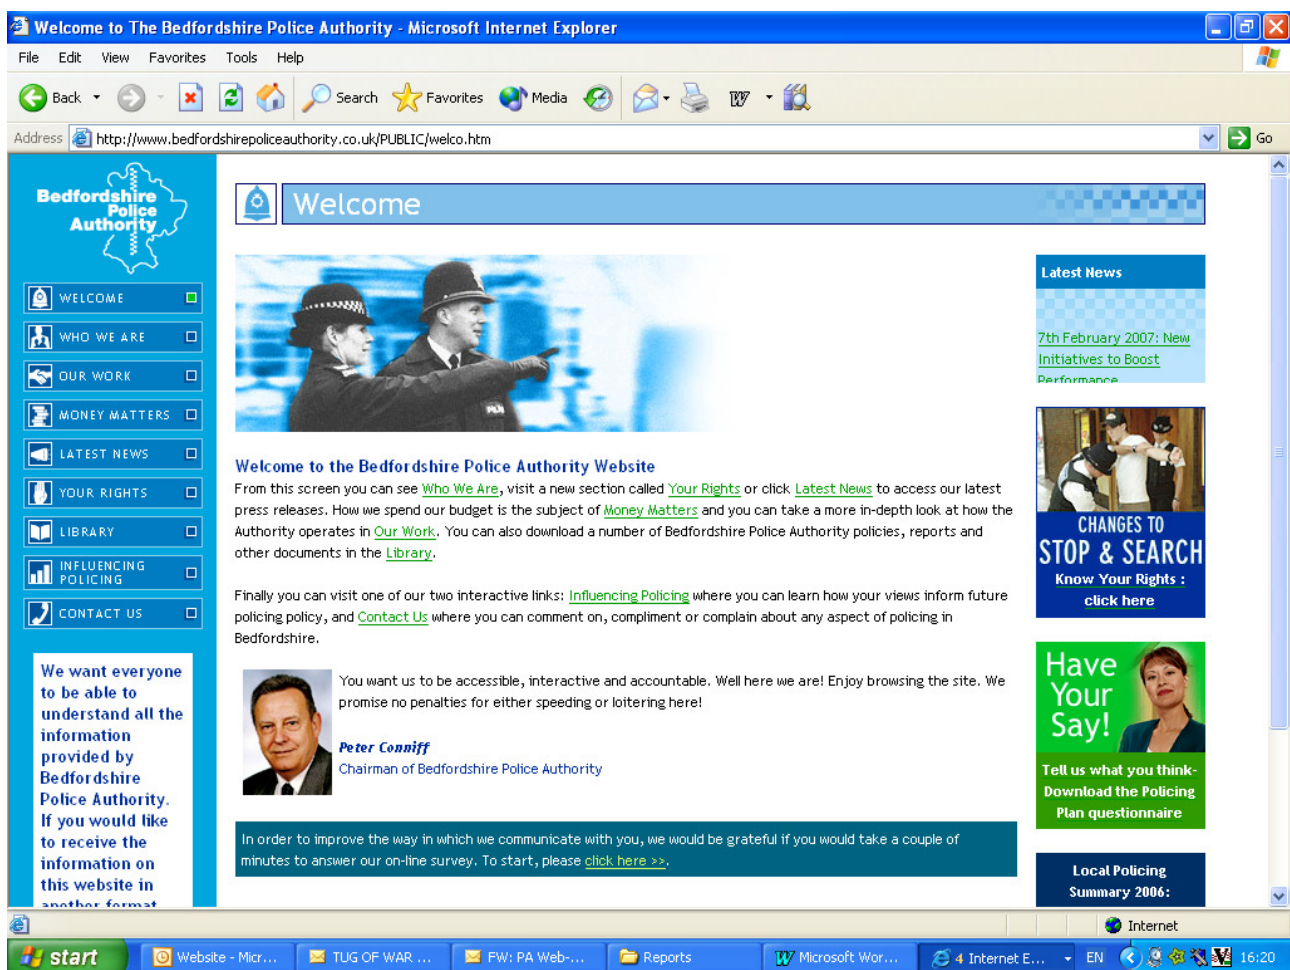 Welcome to The Bedfordshire Police Authority - Microsoft Internet Explorer
File Edit View Favorites Tools Help
Back Search Favorites Media
Address http://www.bedfordshirepoliceauthority.co.uk/PUBLIC/welco.htm Go
Bedfordshire
Police
Authority
WELCOME
WHO WE ARE
OUR WORK
MONEY MATTERS
LATEST NEWS
YOUR RIGHTS
LIBRARY
INFLUENCING
POLICING
CONTACT US
We want everyone
to be able to
understand all the
information
provided by
Bedfordshire
Police Authority.
If you would like
to receive the
information on
this website in
another format
Welcome
Welcome to the Bedfordshire Police Authority Website
From this screen you can see Who We Are, visit a new section called Your Rights or click Latest News to access our latest
press releases. How we spend our budget is the subject of Money Matters and you can take a more in-depth look at how the
Authority operates in Our Work. You can also download a number of Bedfordshire Police Authority policies, reports and
other documents in the Library.
Finally you can visit one of our two interactive links: Influencing Policing where you can learn how your views inform future
policing policy, and Contact Us where you can comment on, compliment or complain about any aspect of policing in
Bedfordshire.
You want us to be accessible, interactive and accountable. Well here we are! Enjoy browsing the site. We
promise no penalties for either speeding or loitering here!
Peter Conniff
Chairman of Bedfordshire Police Authority
In order to improve the way in which we communicate with you, we would be grateful if you would take a couple of
minutes to answer our on-line survey. To start, please click here >>.
Latest News
7th February 2007: New
Initiatives to Boost
Performance
CHANGES TO
STOP & SEARCH
Know Your Rights :
click here
Have
Your
Say!
Tell us what you think-
Download the Policing
Plan questionnaire
Local Policing
Summary 2006:
Internet
start Website - Micr... TUG OF WAR ... FW: PA Web-... Reports Microsoft Wor... 4 Internet E... EN 16:20